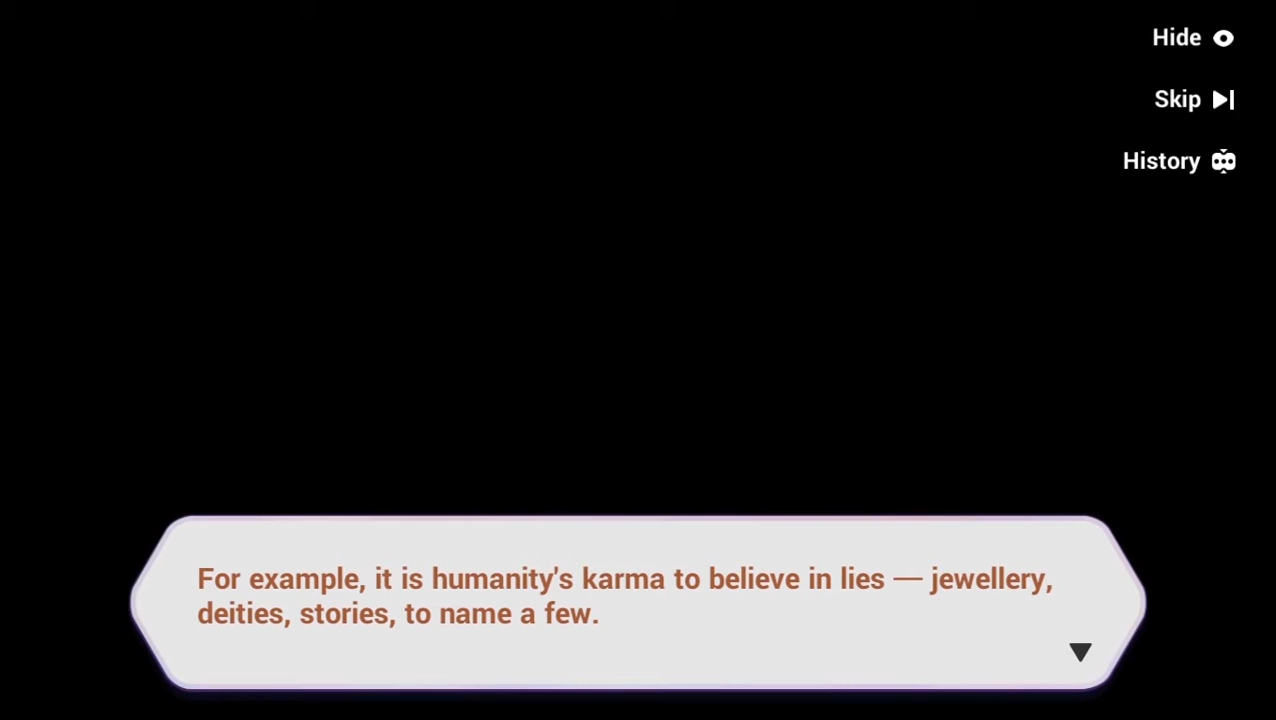 Hide
Skip
History
For example, it is humanity's karma to believe in lies — jewellery,
deities, stories, to name a few.